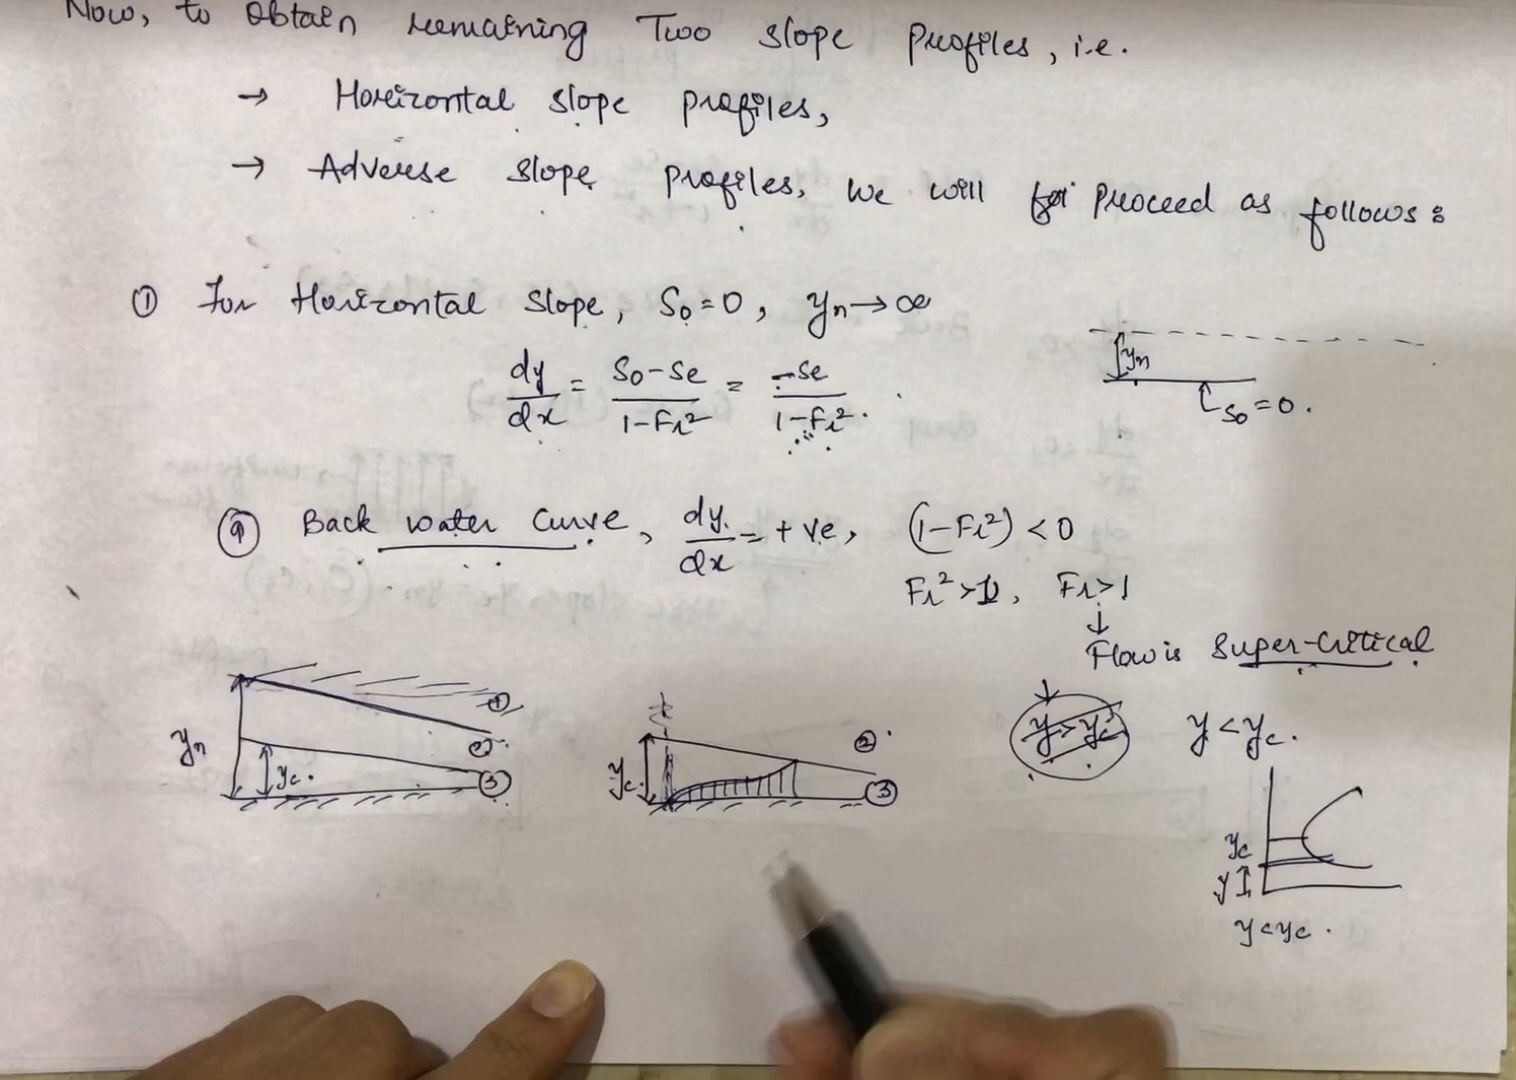 Now, to obtain remaining Two slope profiles, i.e.
→ Horizontal slope profiles,
→ Adverse slope profiles, we will proceed as follows:
① For Horizontal slope, S₀=0, yn→∞
dy/dx = (S₀-Se)/(1-Fr²) = -Se/(1-Fr²).
yn
S₀=0.
ⓐ Back water curve, dy/dx = +ve, (1-Fr²) <0
Fr²>1, Fr>1
↓
Flow is Super-critical
y>yc y<yc.
① ② ③
yn yc.
yc ② ③
yc
y
y<yc.